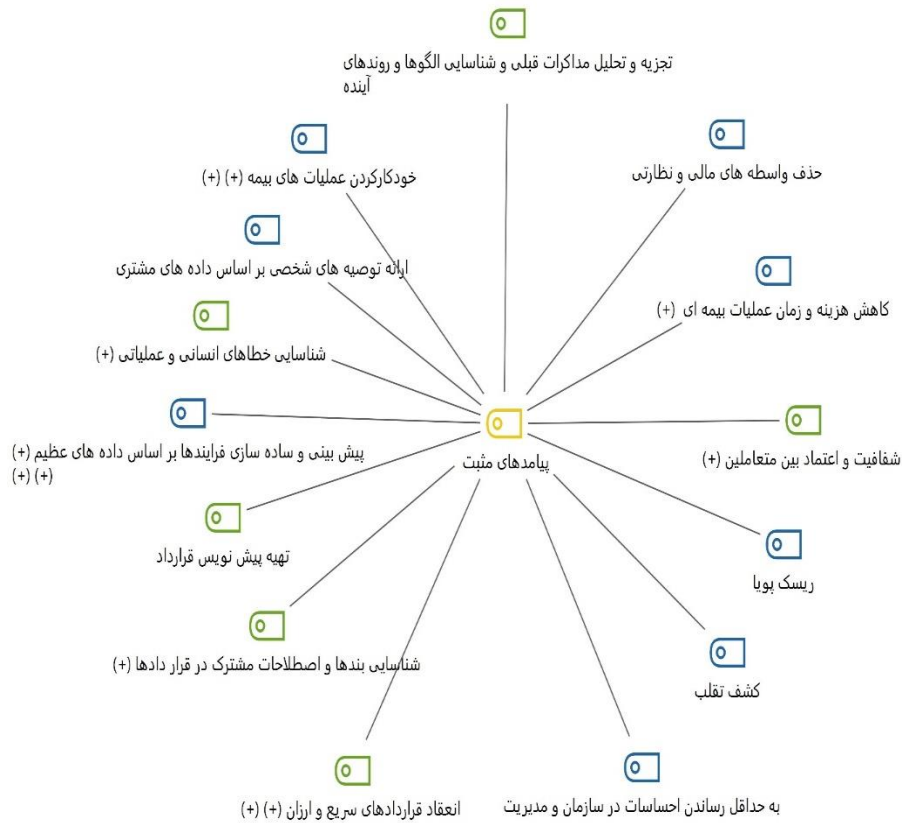 تجزیه و تحلیل مداکرات قبلی و شناسایی الگوها و روندهای
آینده
حذف واسطه های مالی و نظارتی
خودکارکردن عملیات های بیمه (+) (+)
ارائه توصیه های شخصی بر اساس داده های مشتری
کاهش هزینه و زمان عملیات بیمه ای (+)
شناسایی خطاهای انسانی و عملیاتی (+)
شفافیت و اعتماد بین متعاملین (+)
پیامدهای مثبت
پیش بینی و ساده سازی فرایندها بر اساس داده های عظیم (+)
(+) (+)
تهیه پیش نویس قرارداد
ریسک پویا
شناسایی بندها و اصطلاحات مشترک در قرار دادها (+)
کشف تقلب
انعقاد قراردادهای سریع و ارزان (+) (+)
به حداقل رساندن احساسات در سازمان و مدیریت